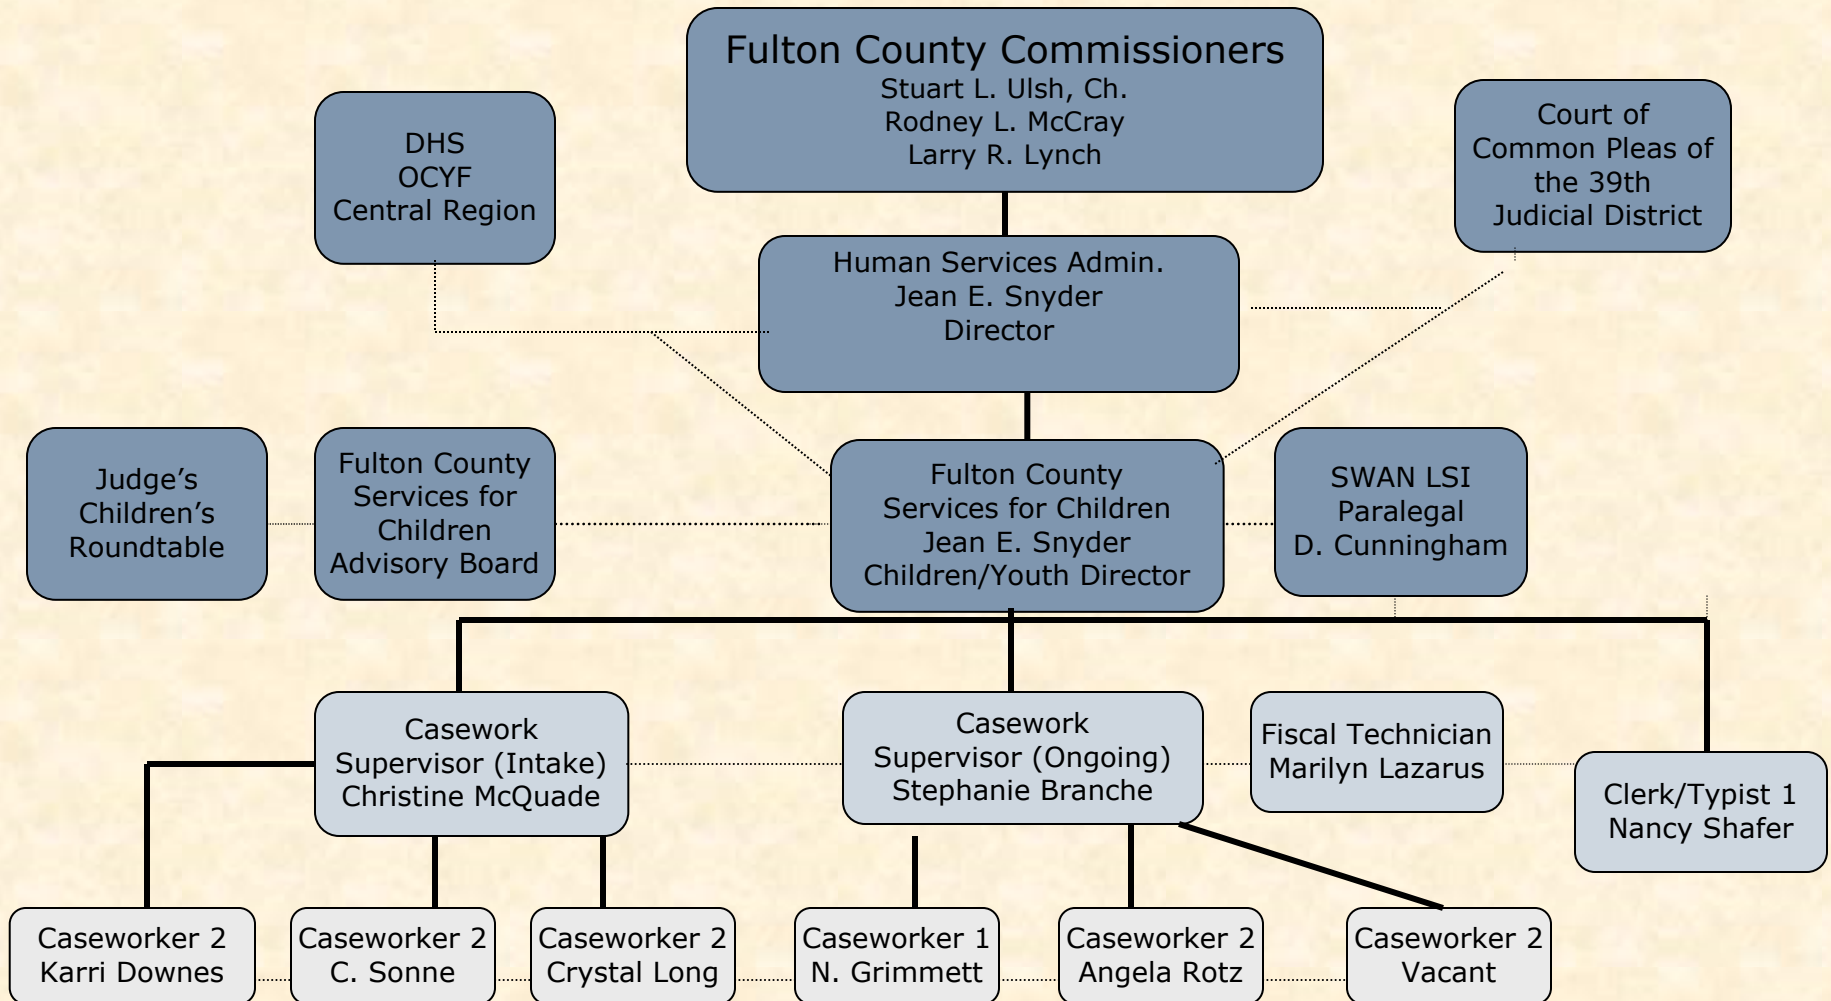 Fulton County Commissioners
Stuart L. Ulsh, Ch.
Rodney L. McCray
Larry R. Lynch
DHS
OCYF
Central Region
Court of
Common Pleas of
the 39th
Judicial District
Human Services Admin.
Jean E. Snyder
Director
Judge’s
Children’s
Roundtable
Fulton County
Services for
Children
Advisory Board
Fulton County
Services for Children
Jean E. Snyder
Children/Youth Director
SWAN LSI
Paralegal
D. Cunningham
Casework
Supervisor (Intake)
Christine McQuade
Casework
Supervisor (Ongoing)
Stephanie Branche
Fiscal Technician
Marilyn Lazarus
Clerk/Typist 1
Nancy Shafer
Caseworker 2
Karri Downes
Caseworker 2
C. Sonne
Caseworker 2
Crystal Long
Caseworker 1
N. Grimmett
Caseworker 2
Angela Rotz
Caseworker 2
Vacant